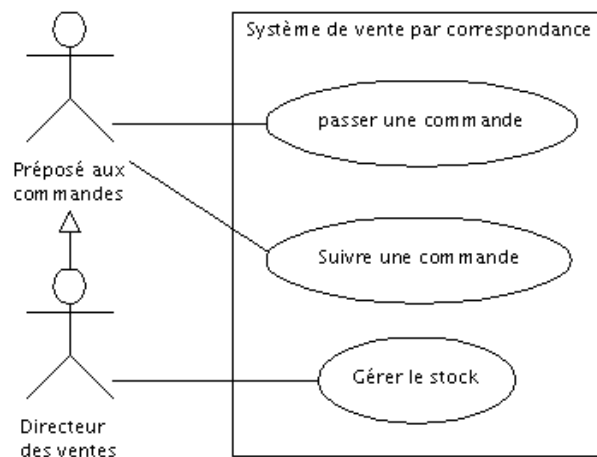 Système de vente par correspondance
passer une commande
Préposé aux
commandes
Suivre une commande
Gérer le stock
Directeur
des ventes